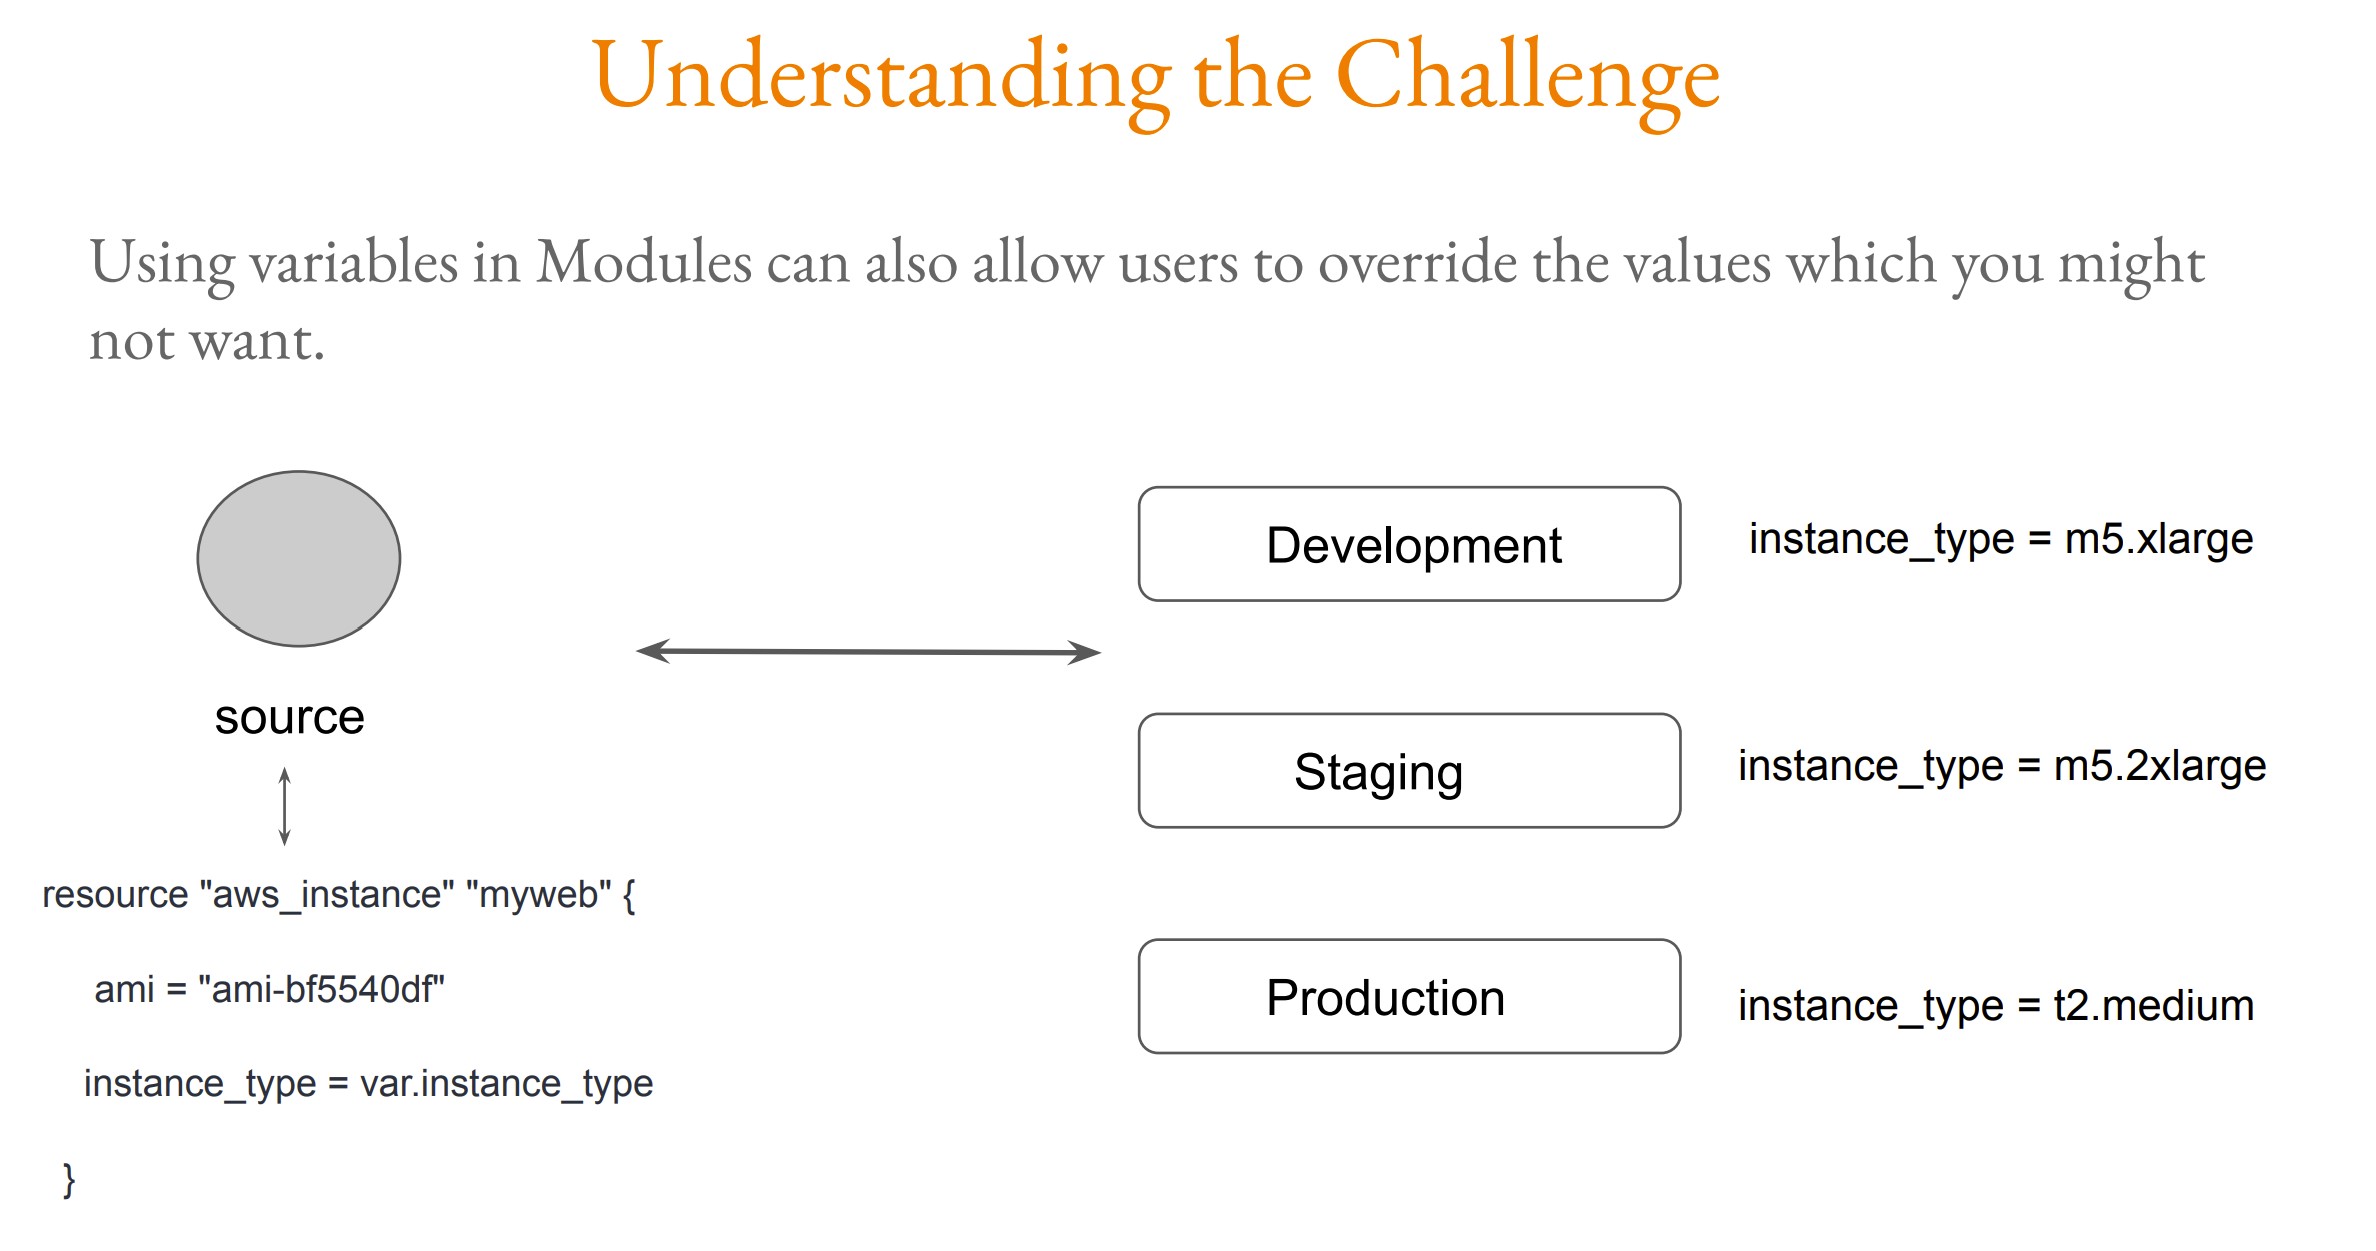 Understanding the Challenge
Using variables in Modules can also allow users to override the values which you might
not want.
source
resource "aws_instance" "myweb" {
ami = "ami-bf5540df"
instance_type = var.instance_type
}
Development
instance_type = m5.xlarge
Staging
instance_type = m5.2xlarge
Production
instance_type = t2.medium